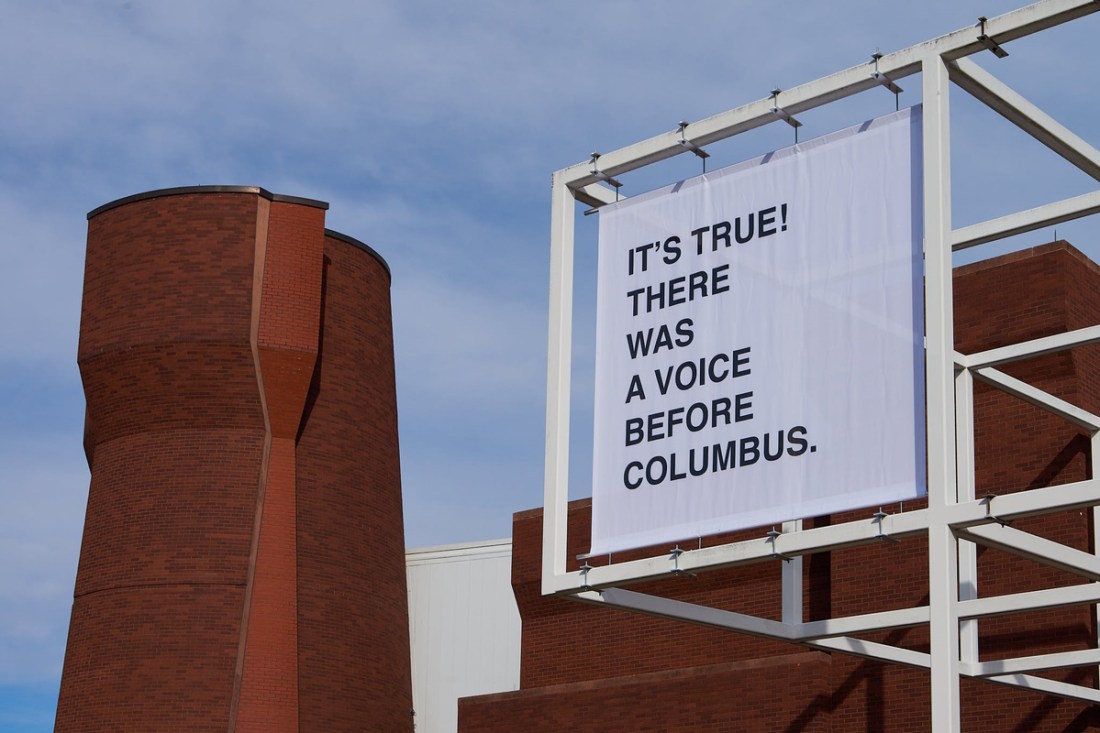 IT'S TRUE!
THERE
WAS
A VOICE
BEFORE
COLUMBUS.